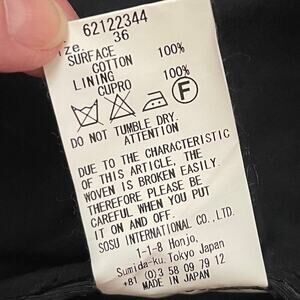 62122344
ize. 36
SURFACE
COTTON 100%
LINING
CUPRO 100%
F
DO NOT TUMBLE DRY.
ATTENTION
DUE TO THE CHARACTERISTIC
OF THIS ARTICLE, THE
WOVEN IS BROKEN EASILY.
THEREFORE PLEASE BE
CAREFUL WHEN YOU PUT
IT ON AND OFF.
SOSU INTERNATIONAL CO.,LTD.
1-1-8 Honjo,
Sumida-ku, Tokyo Japan
+81 (0)3 58 09 79 12
MADE IN JAPAN